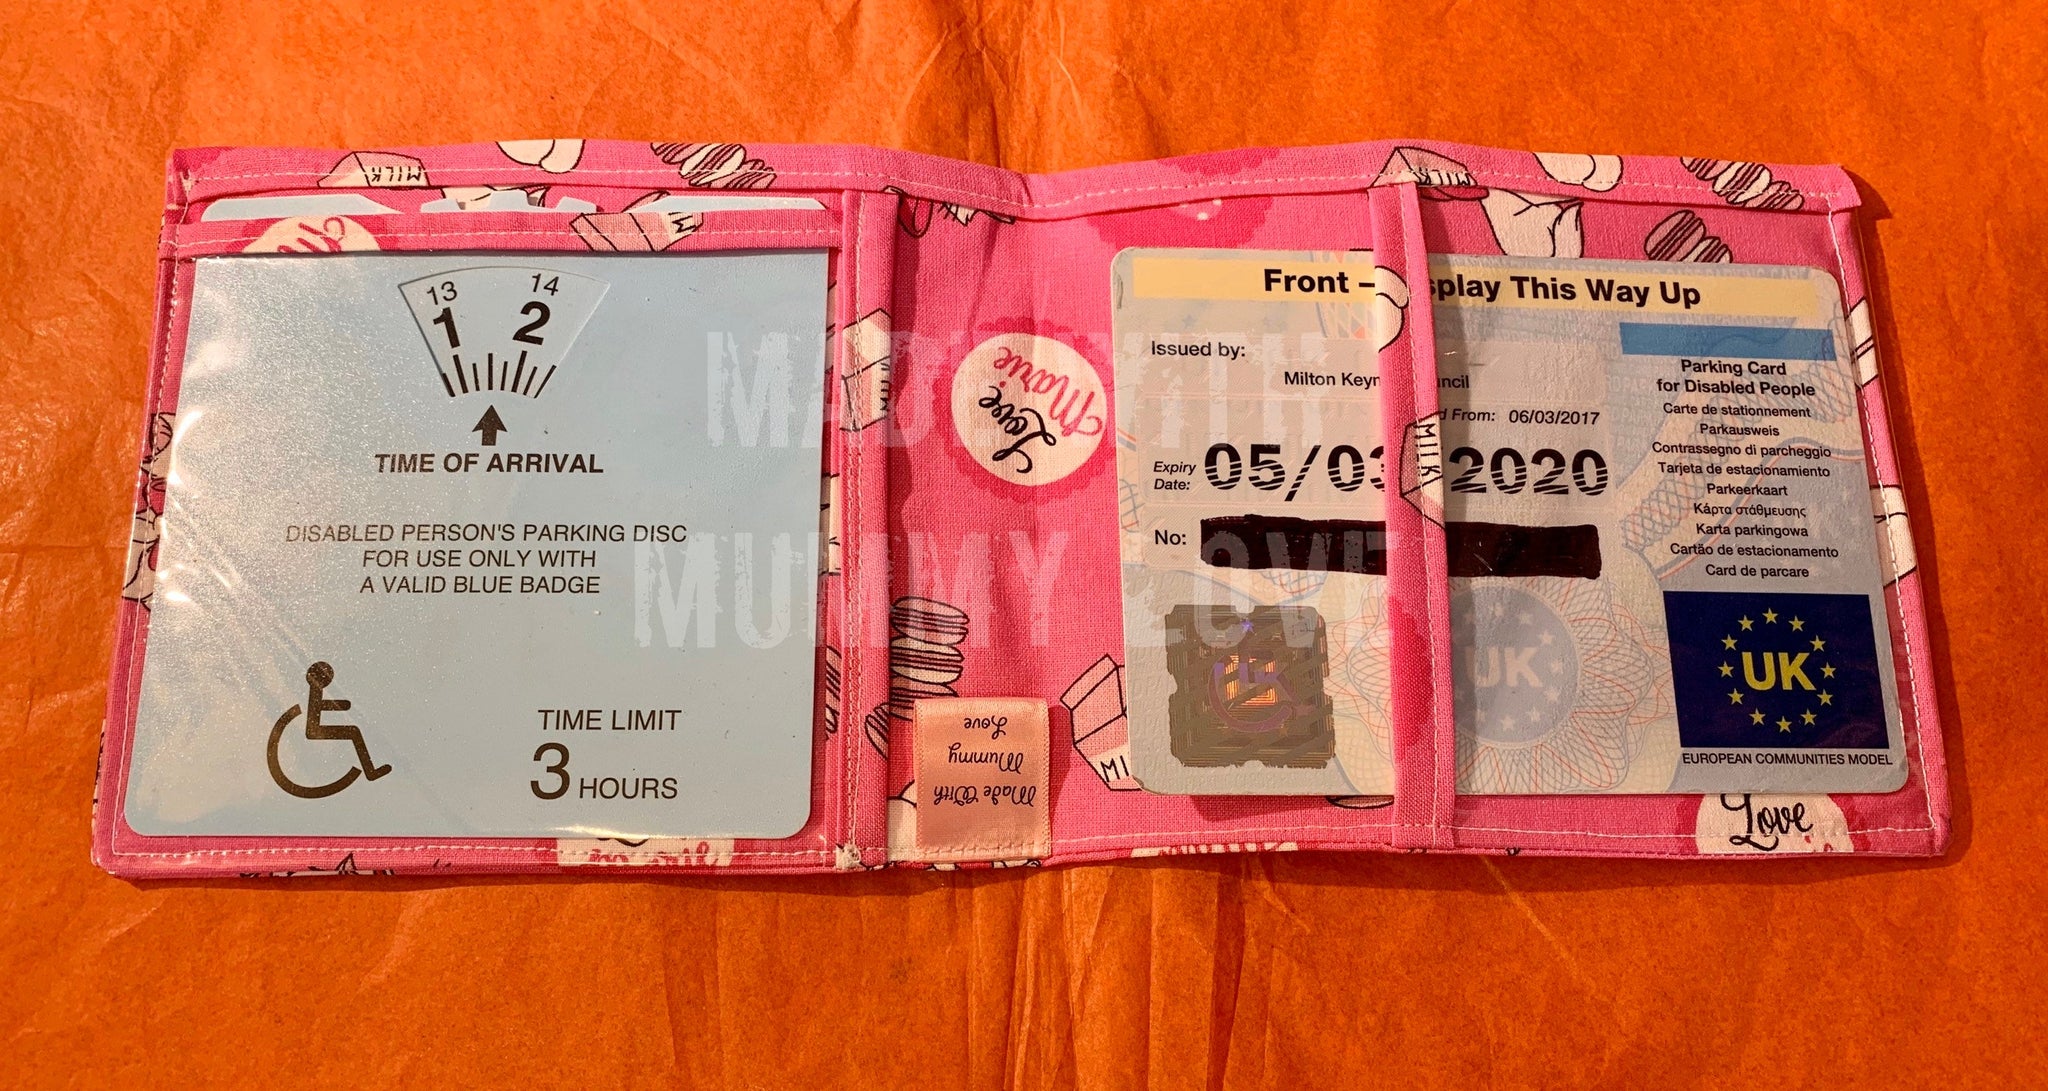 MILK
MILK
13 14
1 2
TIME OF ARRIVAL
DISABLED PERSON'S PARKING DISC
FOR USE ONLY WITH
A VALID BLUE BADGE
TIME LIMIT
3 HOURS
MADE WITH
MUMMY LOVE
Love
Marie
Made With
Mummy
Love
Front – splay This Way Up
Issued by:
Milton Keyn ncil
d From: 06/03/2017
Expiry
Date: 05/03 2020
No:
MILK
UK
Parking Card
for Disabled People
Carte de stationnement
Parkausweis
Contrassegno di parcheggio
Tarjeta de estacionamiento
Parkeerkaart
Κάρτα στάθμευσης
Karta parkingowa
Cartão de estacionamento
Card de parcare
UK
EUROPEAN COMMUNITIES MODEL
Love